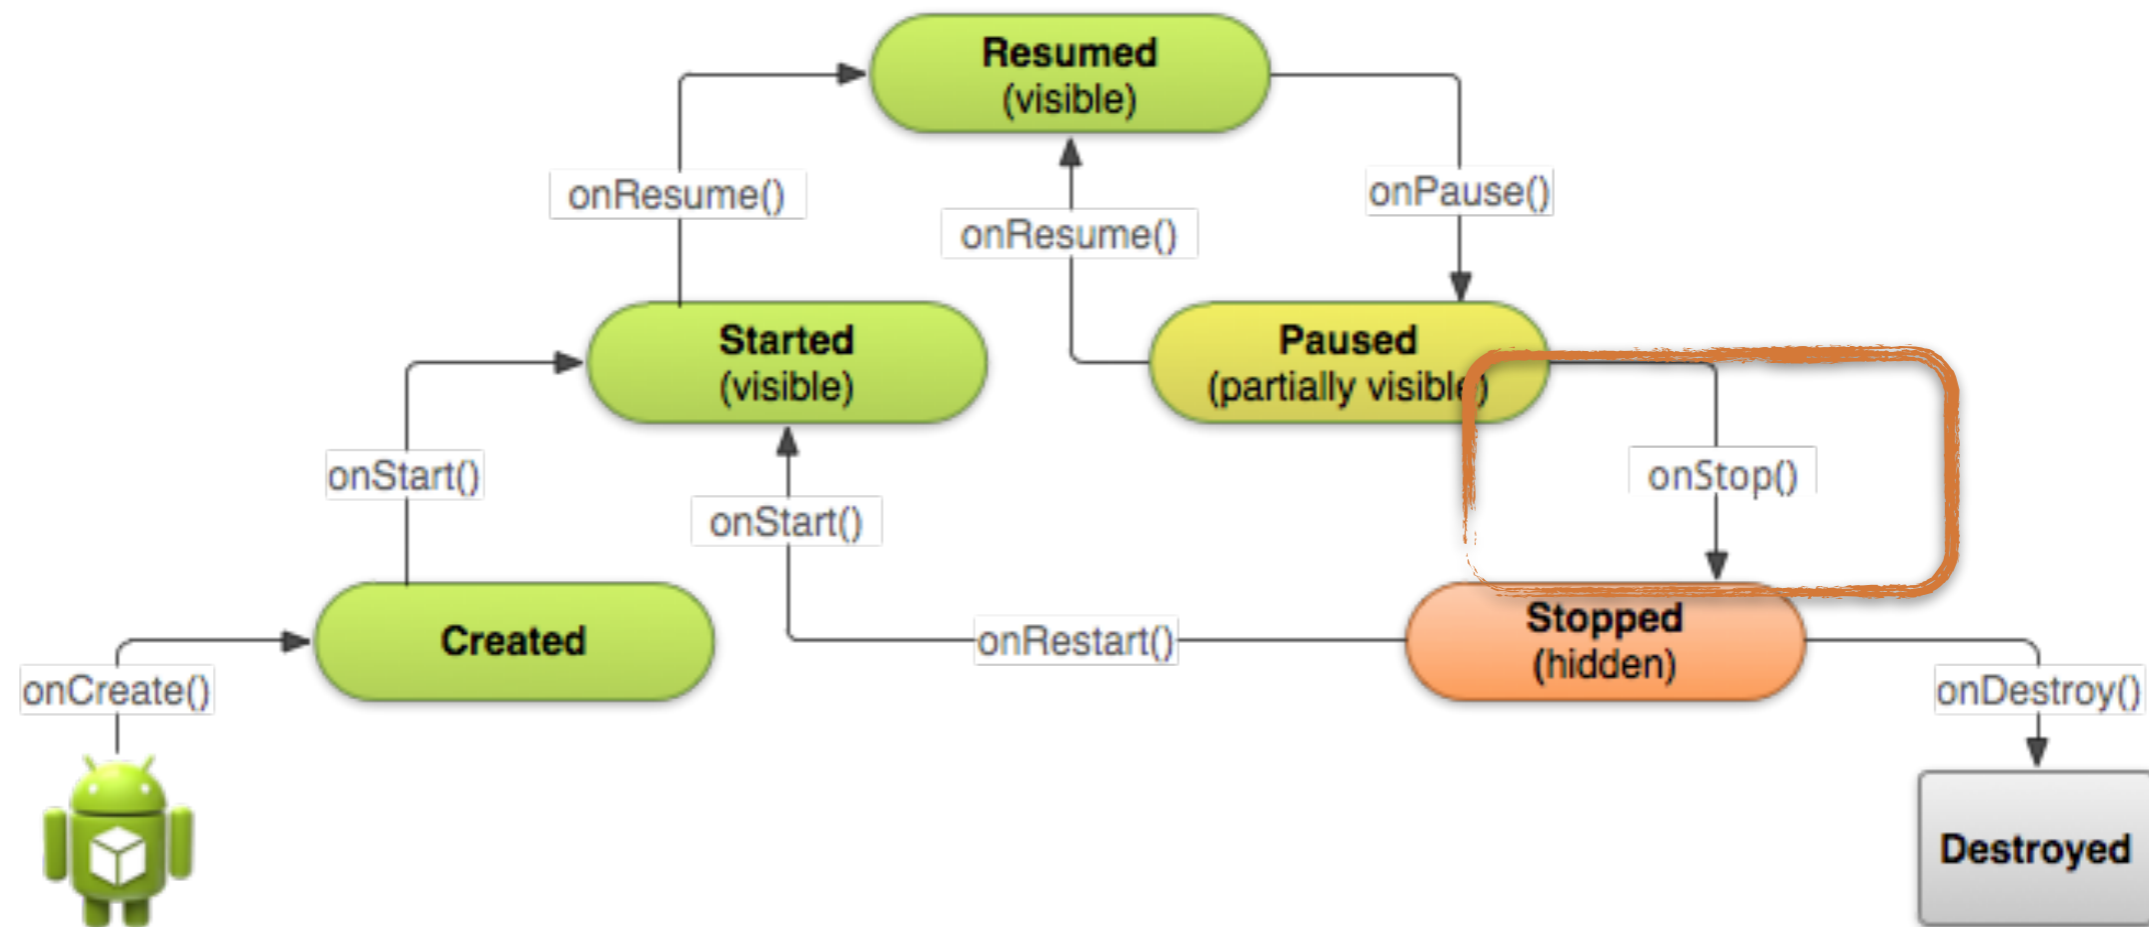 Resumed
(visible)
onResume()
onPause()
onResume()
Started
(visible)
Paused
(partially visible)
onStart()
onStop()
onStart()
Created
onRestart()
Stopped
(hidden)
onCreate()
onDestroy()
Destroyed